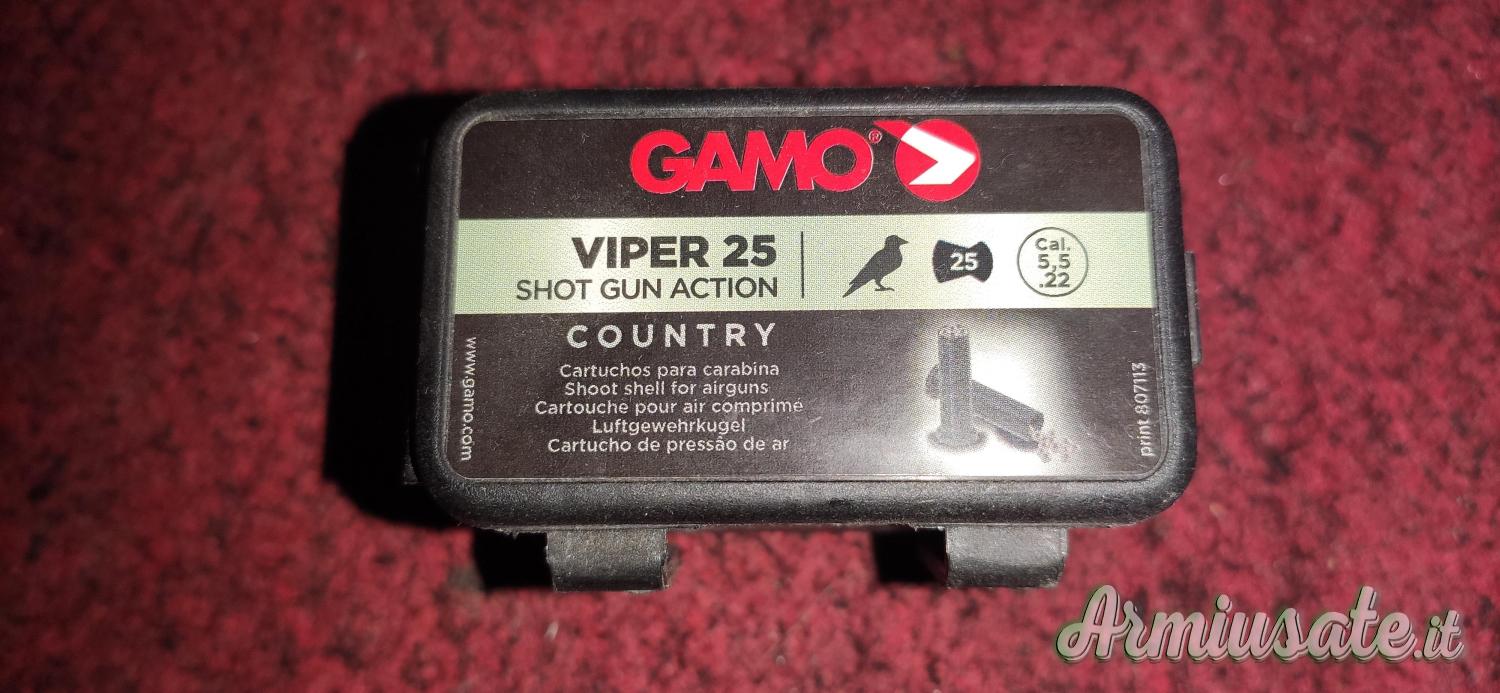 GAMO®
VIPER 25
SHOT GUN ACTION
25
Cal.
5,5
.22
COUNTRY
Cartuchos para carabina
Shoot shell for airguns
Cartouche pour air comprimé
Luftgewehrkugel
Cartucho de pressão de ar
www.gamo.com
print 807113
Armiusate.it